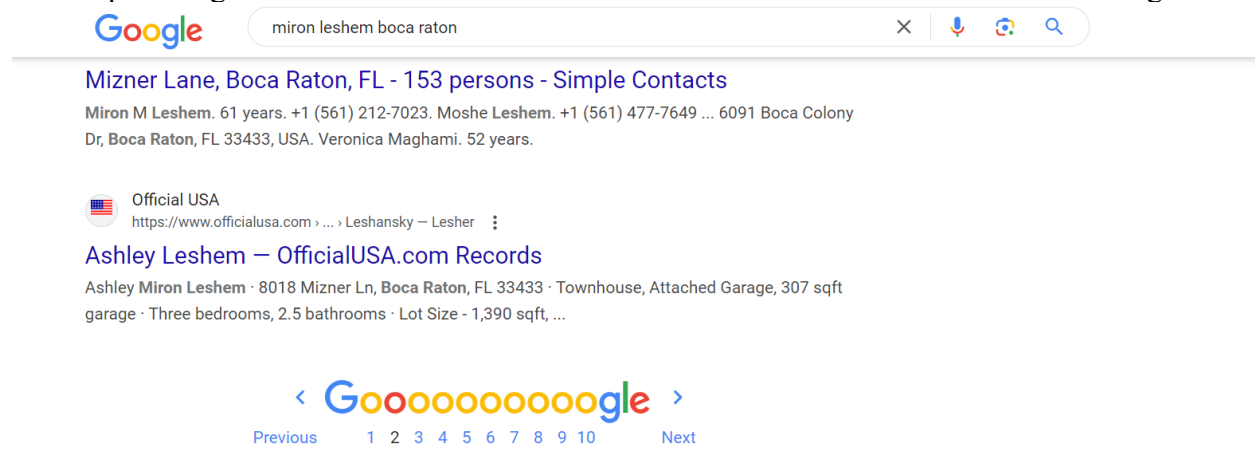 Google
miron leshem boca raton
Mizner Lane, Boca Raton, FL - 153 persons - Simple Contacts
Miron M Leshem. 61 years. +1 (561) 212-7023. Moshe Leshem. +1 (561) 477-7649 ... 6091 Boca Colony
Dr, Boca Raton, FL 33433, USA. Veronica Maghami. 52 years.
Official USA
https://www.officialusa.com › ... › Leshansky — Lesher
Ashley Leshem — OfficialUSA.com Records
Ashley Miron Leshem · 8018 Mizner Ln, Boca Raton, FL 33433 · Townhouse, Attached Garage, 307 sqft
garage · Three bedrooms, 2.5 bathrooms · Lot Size - 1,390 sqft, ...
< Goooooooooogle >
Previous 1 2 3 4 5 6 7 8 9 10 Next